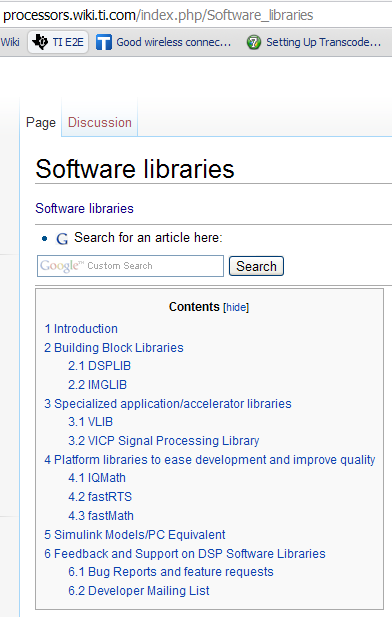 processors.wiki.ti.com/index.php/Software_libraries
Wiki TI E2E Good wireless connec... Setting Up Transcode...
Page Discussion
Software libraries
Software libraries
G Search for an article here:
Google™ Custom Search Search
Contents [hide]
1 Introduction
2 Building Block Libraries
2.1 DSPLIB
2.2 IMGLIB
3 Specialized application/accelerator libraries
3.1 VLIB
3.2 VICP Signal Processing Library
4 Platform libraries to ease development and improve quality
4.1 IQMath
4.2 fastRTS
4.3 fastMath
5 Simulink Models/PC Equivalent
6 Feedback and Support on DSP Software Libraries
6.1 Bug Reports and feature requests
6.2 Developer Mailing List